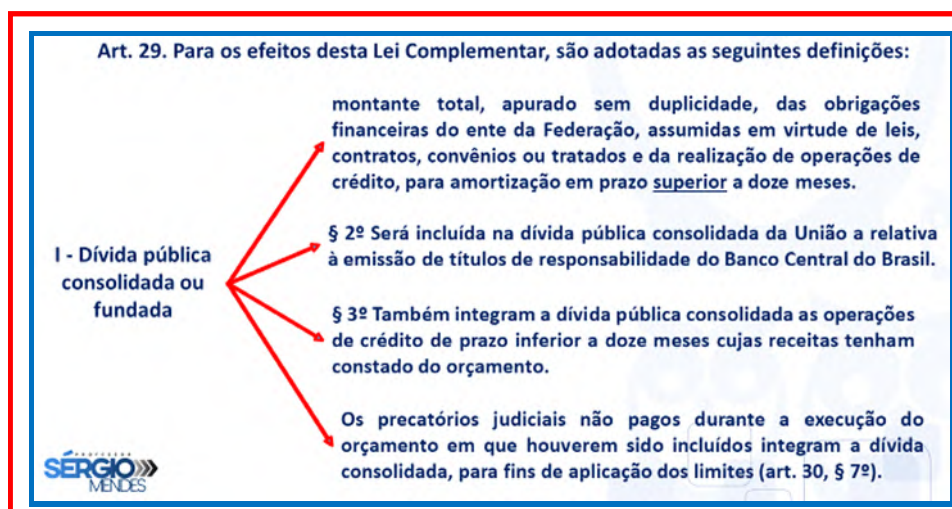 Art. 29. Para os efeitos desta Lei Complementar, são adotadas as seguintes definições:
montante total, apurado sem duplicidade, das obrigações
financeiras do ente da Federação, assumidas em virtude de leis,
contratos, convênios ou tratados e da realização de operações de
crédito, para amortização em prazo superior a doze meses.
§ 2º Será incluída na dívida pública consolidada da União a relativa
à emissão de títulos de responsabilidade do Banco Central do Brasil.
I - Dívida pública
consolidada ou
fundada
§ 3º Também integram a dívida pública consolidada as operações
de crédito de prazo inferior a doze meses cujas receitas tenham
constado do orçamento.
Os precatórios judiciais não pagos durante a execução do
orçamento em que houverem sido incluídos integram a dívida
consolidada, para fins de aplicação dos limites (art. 30, § 7º).
PROFESSOR
SÉRGIO
MENDES